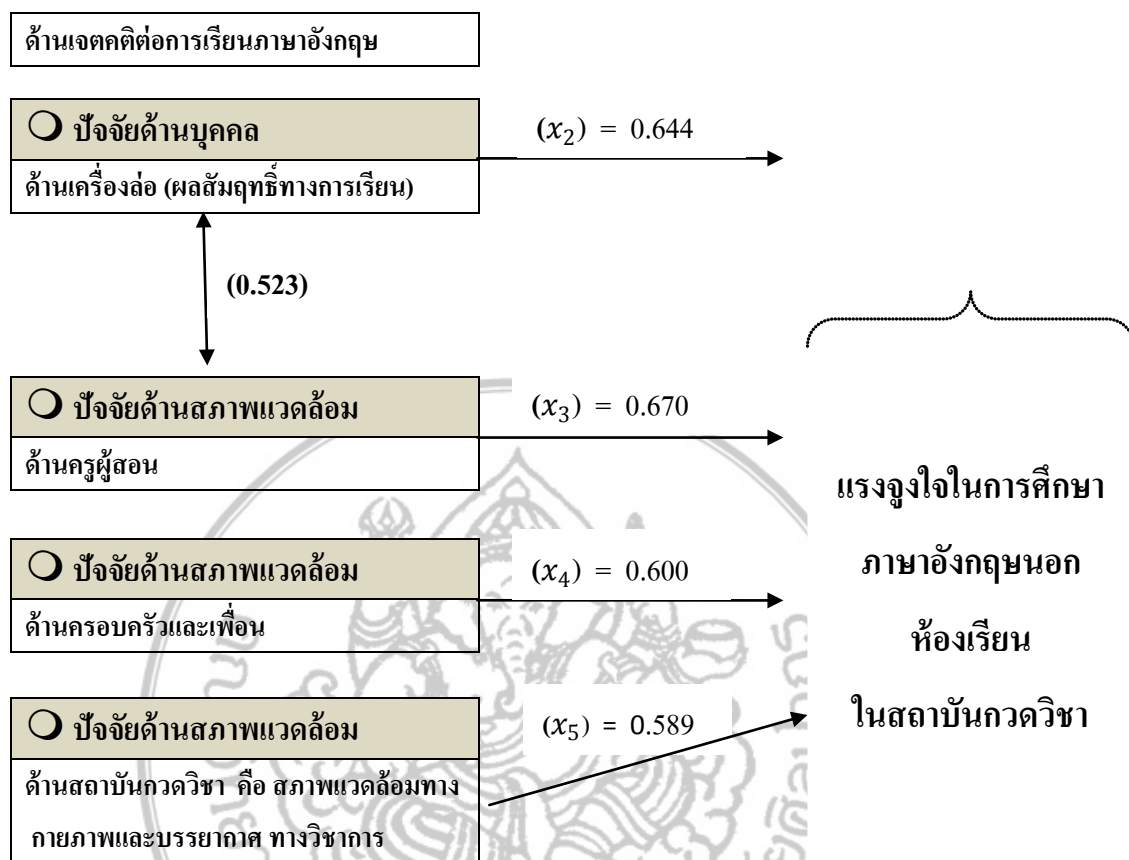 ด้านเจตคติต่อการเรียนภาษาอังกฤษ
❍ ปัจจัยด้านบุคคล
(x₂) = 0.644
ด้านเครื่องล่อ (ผลสัมฤทธิ์ทางการเรียน)
(0.523)
❍ ปัจจัยด้านสภาพแวดล้อม
(x₃) = 0.670
ด้านครูผู้สอน
❍ ปัจจัยด้านสภาพแวดล้อม
(x₄) = 0.600
ด้านครอบครัวและเพื่อน
❍ ปัจจัยด้านสภาพแวดล้อม
(x₅) = 0.589
ด้านสถาบันกวดวิชา คือ สภาพแวดล้อมทาง
กายภาพและบรรยากาศ ทางวิชาการ
แรงจูงใจในการศึกษา
ภาษาอังกฤษนอก
ห้องเรียน
ในสถาบันกวดวิชา